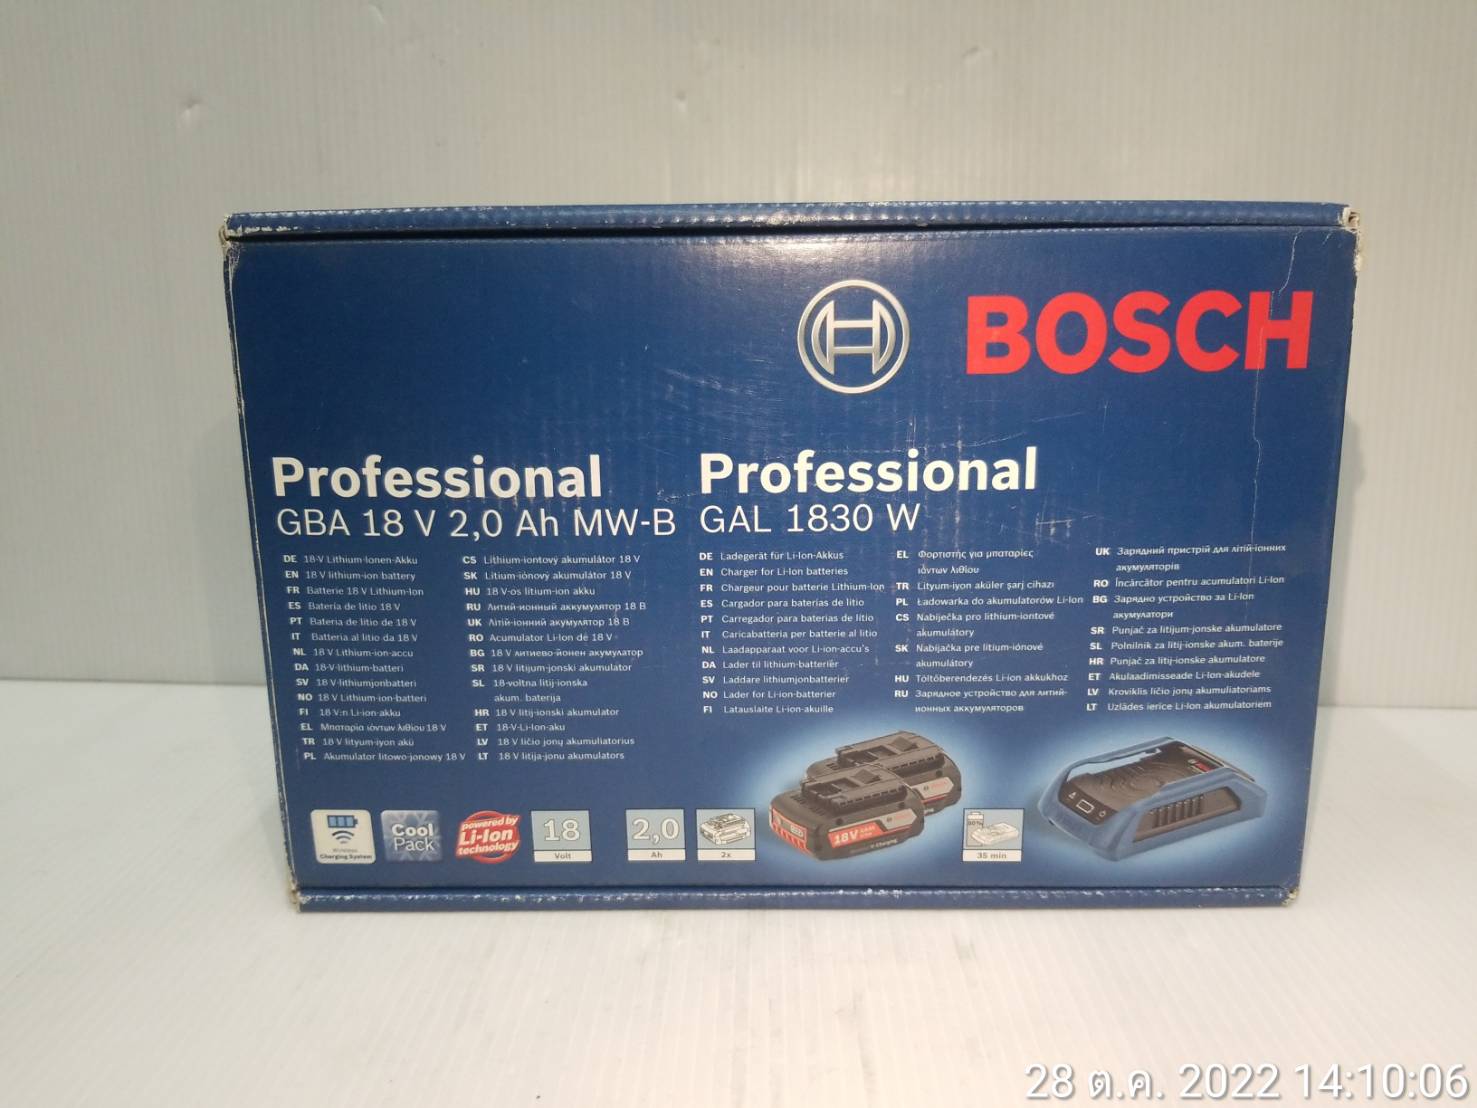 BOSCH
Professional
GBA 18 V 2,0 Ah MW-B
DE 18-V Lithium-Ionen-Akku
EN 18 V lithium-ion battery
FR Batterie 18 V Lithium-Ion
ES Batería de litio 18 V
PT Bateria de lítio de 18 V
IT Batteria al litio da 18 V
NL 18 V Lithium-ion-accu
DA 18-V-lithium-batteri
SV 18 V-lithiumjonbatteri
NO 18 V Lithium-ion-batteri
FI 18 V:n Li-ion-akku
EL Μπαταρία ιόντων λιθίου 18 V
TR 18 V lityum-iyon akü
PL Akumulator litowo-jonowy 18 V
CS Lithium-iontový akumulátor 18 V
SK Lítium-iónový akumulátor 18 V
HU 18 V-os lítium-ion akku
RU Литий-ионный аккумулятор 18 В
UK Літій-іонний акумулятор 18 В
RO Acumulator Li-Ion de 18 V
BG 18 V литиево-йонен акумулатор
SR 18 V litijum-jonski akumulator
SL 18-voltna litij-ionska
akum. baterija
HR 18 V litij-ionski akumulator
ET 18-V-Li-Ion-aku
LV 18 V ličio jonų akumuliatorius
LT 18 V litija-jonu akumulators
Professional
GAL 1830 W
DE Ladegerät für Li-Ion-Akkus
EN Charger for Li-Ion batteries
FR Chargeur pour batterie Lithium-Ion
ES Cargador para baterías de litio
PT Carregador para baterias de lítio
IT Caricabatteria per batterie al litio
NL Laadapparaat voor Li-ion-accu's
DA Lader til lithium-batterier
SV Laddare lithiumjonbatterier
NO Lader for Li-ion-batterier
FI Latauslaite Li-ion-akuille
EL Φορτιστής για μπαταρίες
ιόντων λιθίου
TR Lityum-iyon aküler şarj cihazı
PL Ładowarka do akumulatorów Li-Ion
CS Nabíječka pro lithium-iontové
akumulátory
SK Nabíjačka pre lítium-iónové
akumulátory
HU Töltőberendezés Li-ion akkukhoz
RU Зарядное устройство для литий-
ионных аккумуляторов
UK Зарядний пристрій для літій-іонних
акумуляторів
RO Încărcător pentru acumulatori Li-Ion
BG Зарядно устройство за Li-Ion
акумулатори
SR Punjač za litijum-jonske akumulatore
SL Polnilnik za litij-ionske akum. baterije
HR Punjač za litij-ionske akumulatore
ET Akulaadimisseade Li-Ion-akudele
LV Kroviklis ličio jonų akumuliatoriams
LT Uzlādes ierīce Li-Ion akumulatoriem
Wireless
Charging System
Cool
Pack
powered by
Li-Ion
technology
18
Volt
2,0
Ah
2x
18V
Charging
80%
35 min
28 ต.ค. 2022 14:10:06